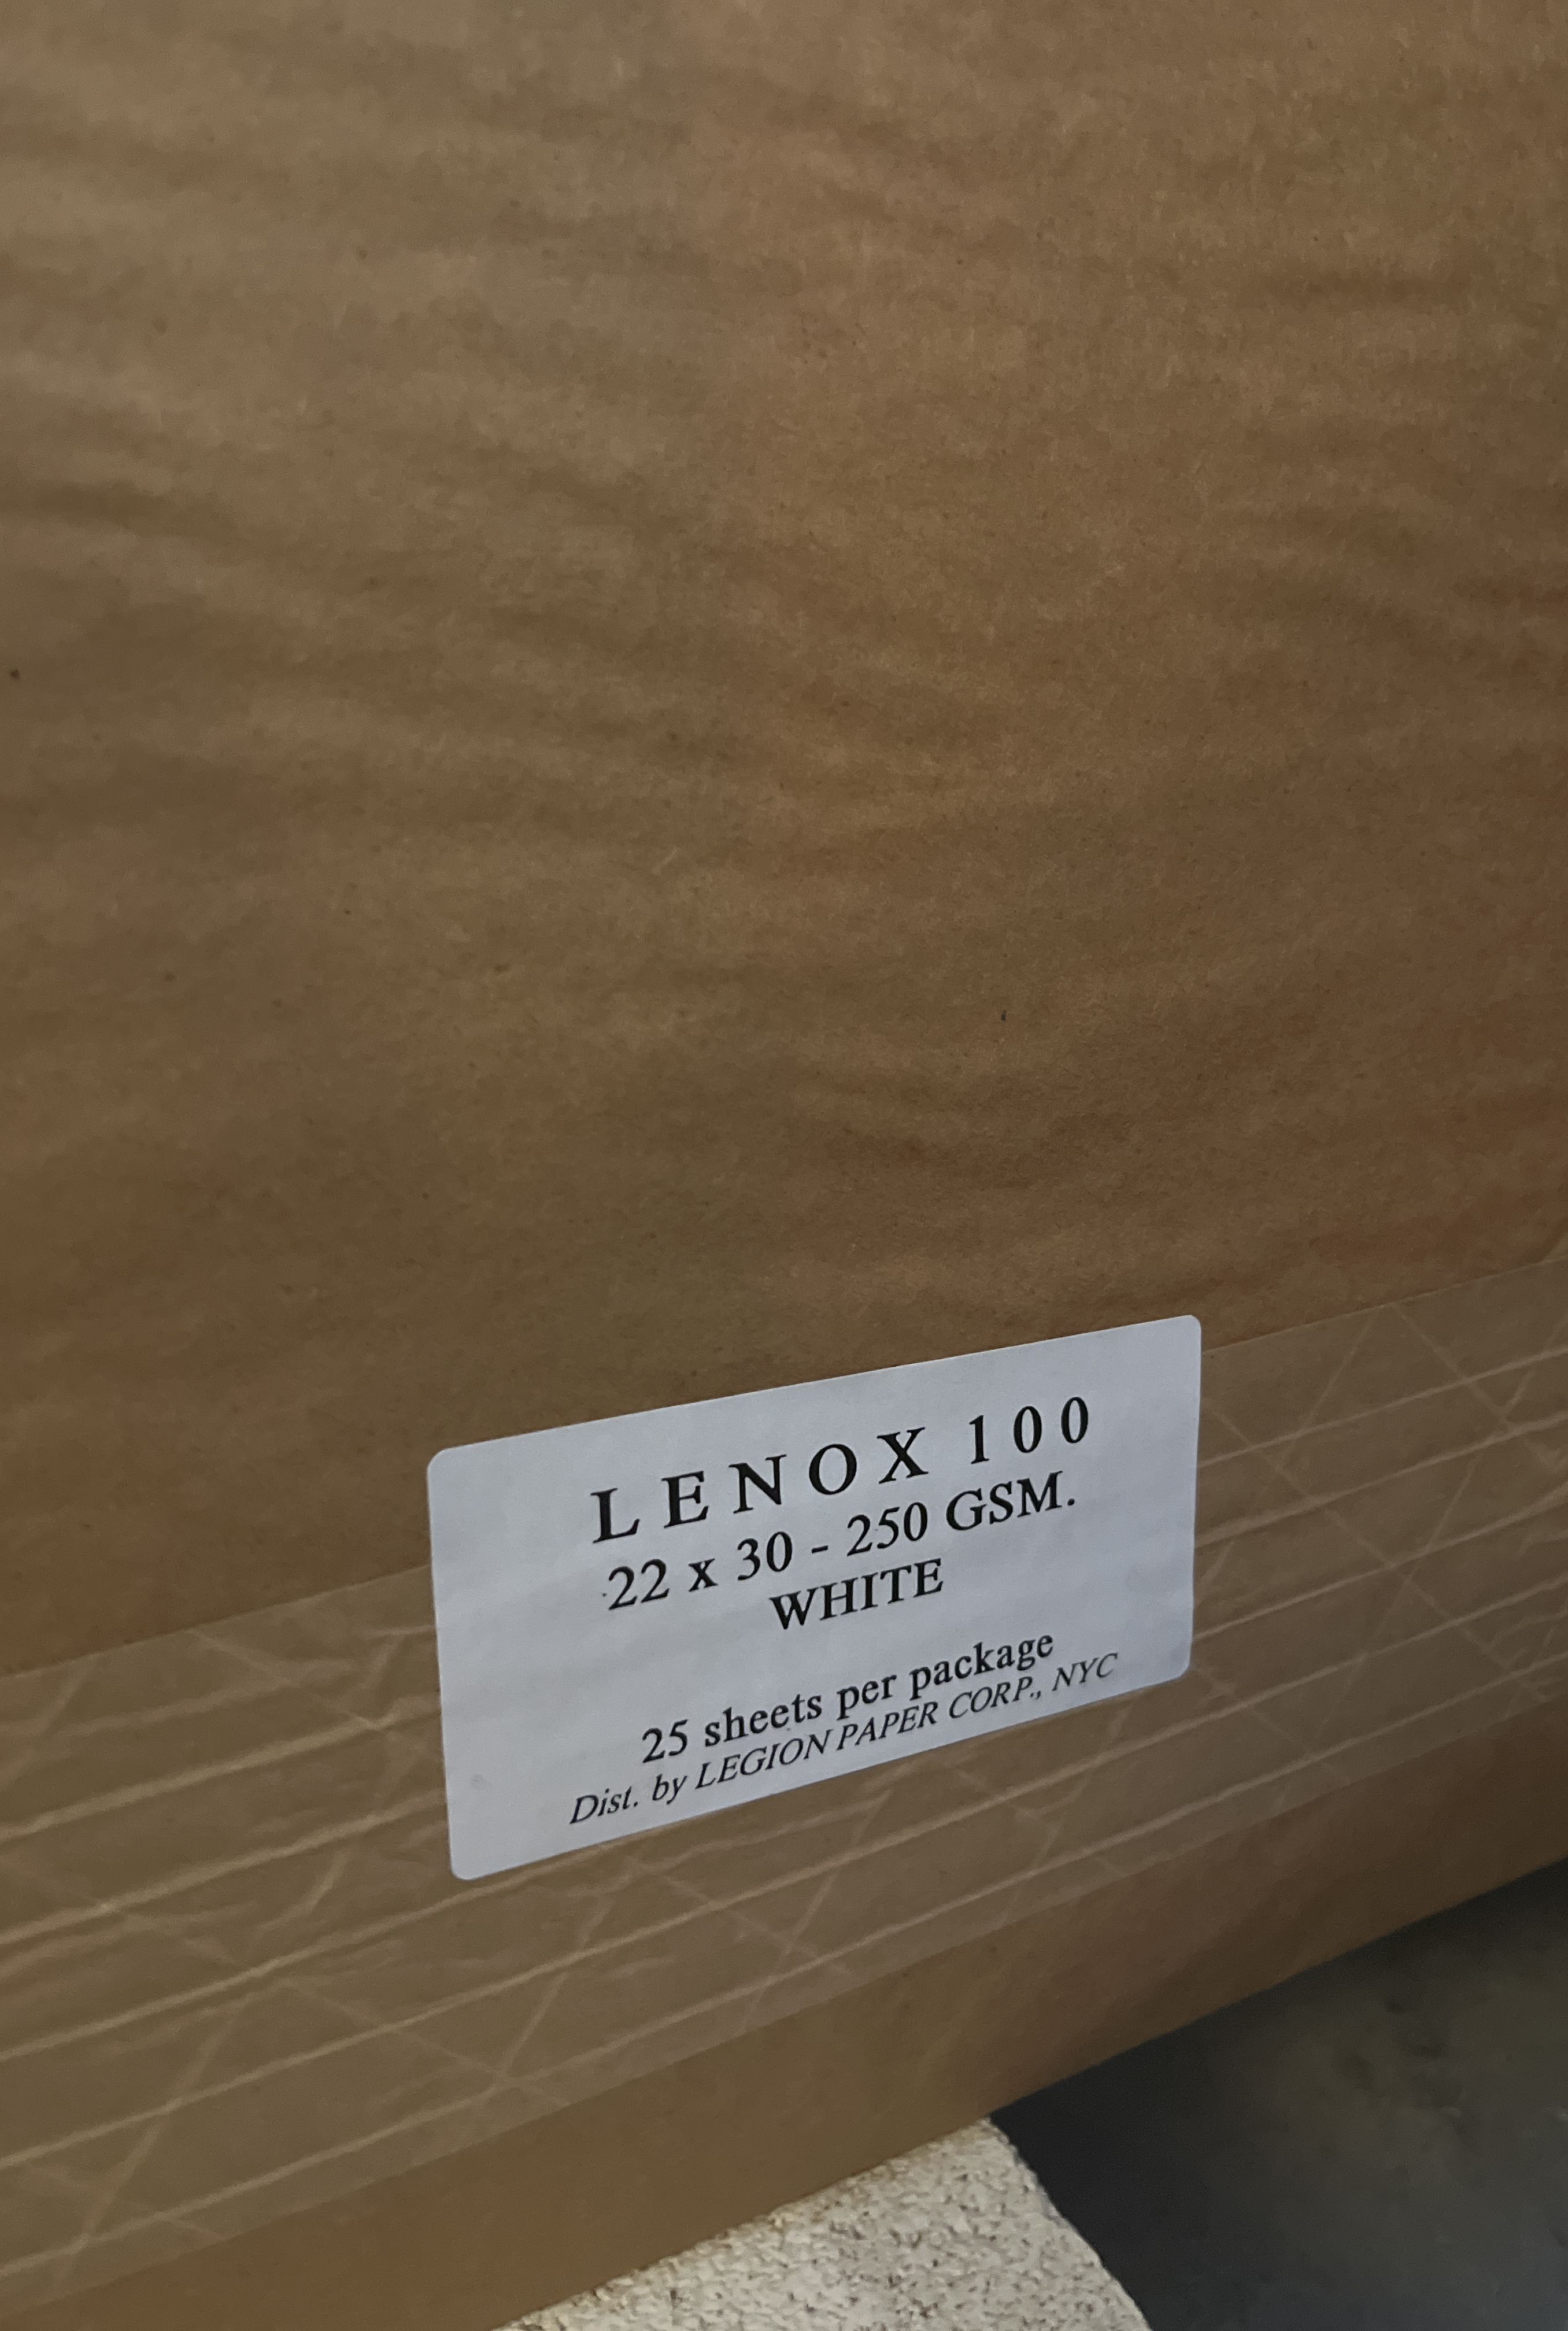 LENOX 100
22 x 30 - 250 GSM.
WHITE
25 sheets per package
Dist. by LEGION PAPER CORP., NYC